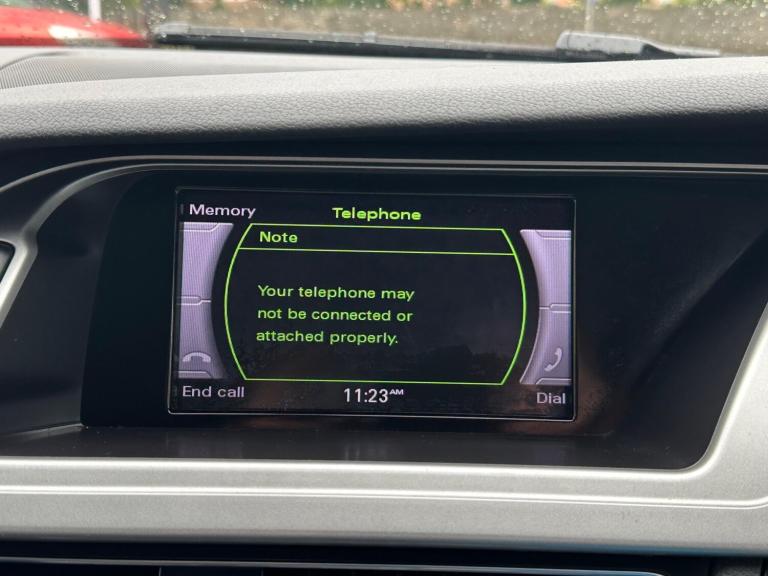 Memory
Telephone
Note
Your telephone may
not be connected or
attached properly.
End call
11:23AM
Dial